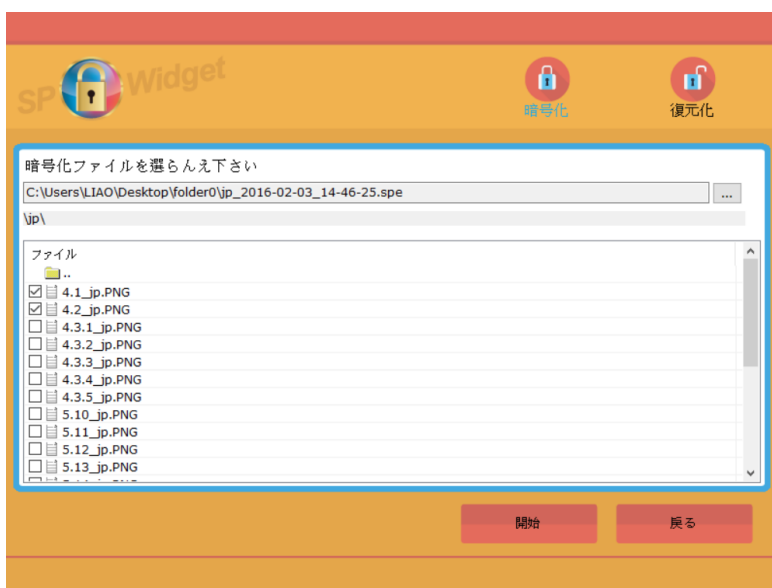 SP Widget
暗号化
復元化
暗号化ファイルを選らんえ下さい
C:\Users\LIAO\Desktop\folder0\jp_2016-02-03_14-46-25.spe
...
\jp\
ファイル
..
4.1_jp.PNG
4.2_jp.PNG
4.3.1_jp.PNG
4.3.2_jp.PNG
4.3.3_jp.PNG
4.3.4_jp.PNG
4.3.5_jp.PNG
5.10_jp.PNG
5.11_jp.PNG
5.12_jp.PNG
5.13_jp.PNG
開始
戻る